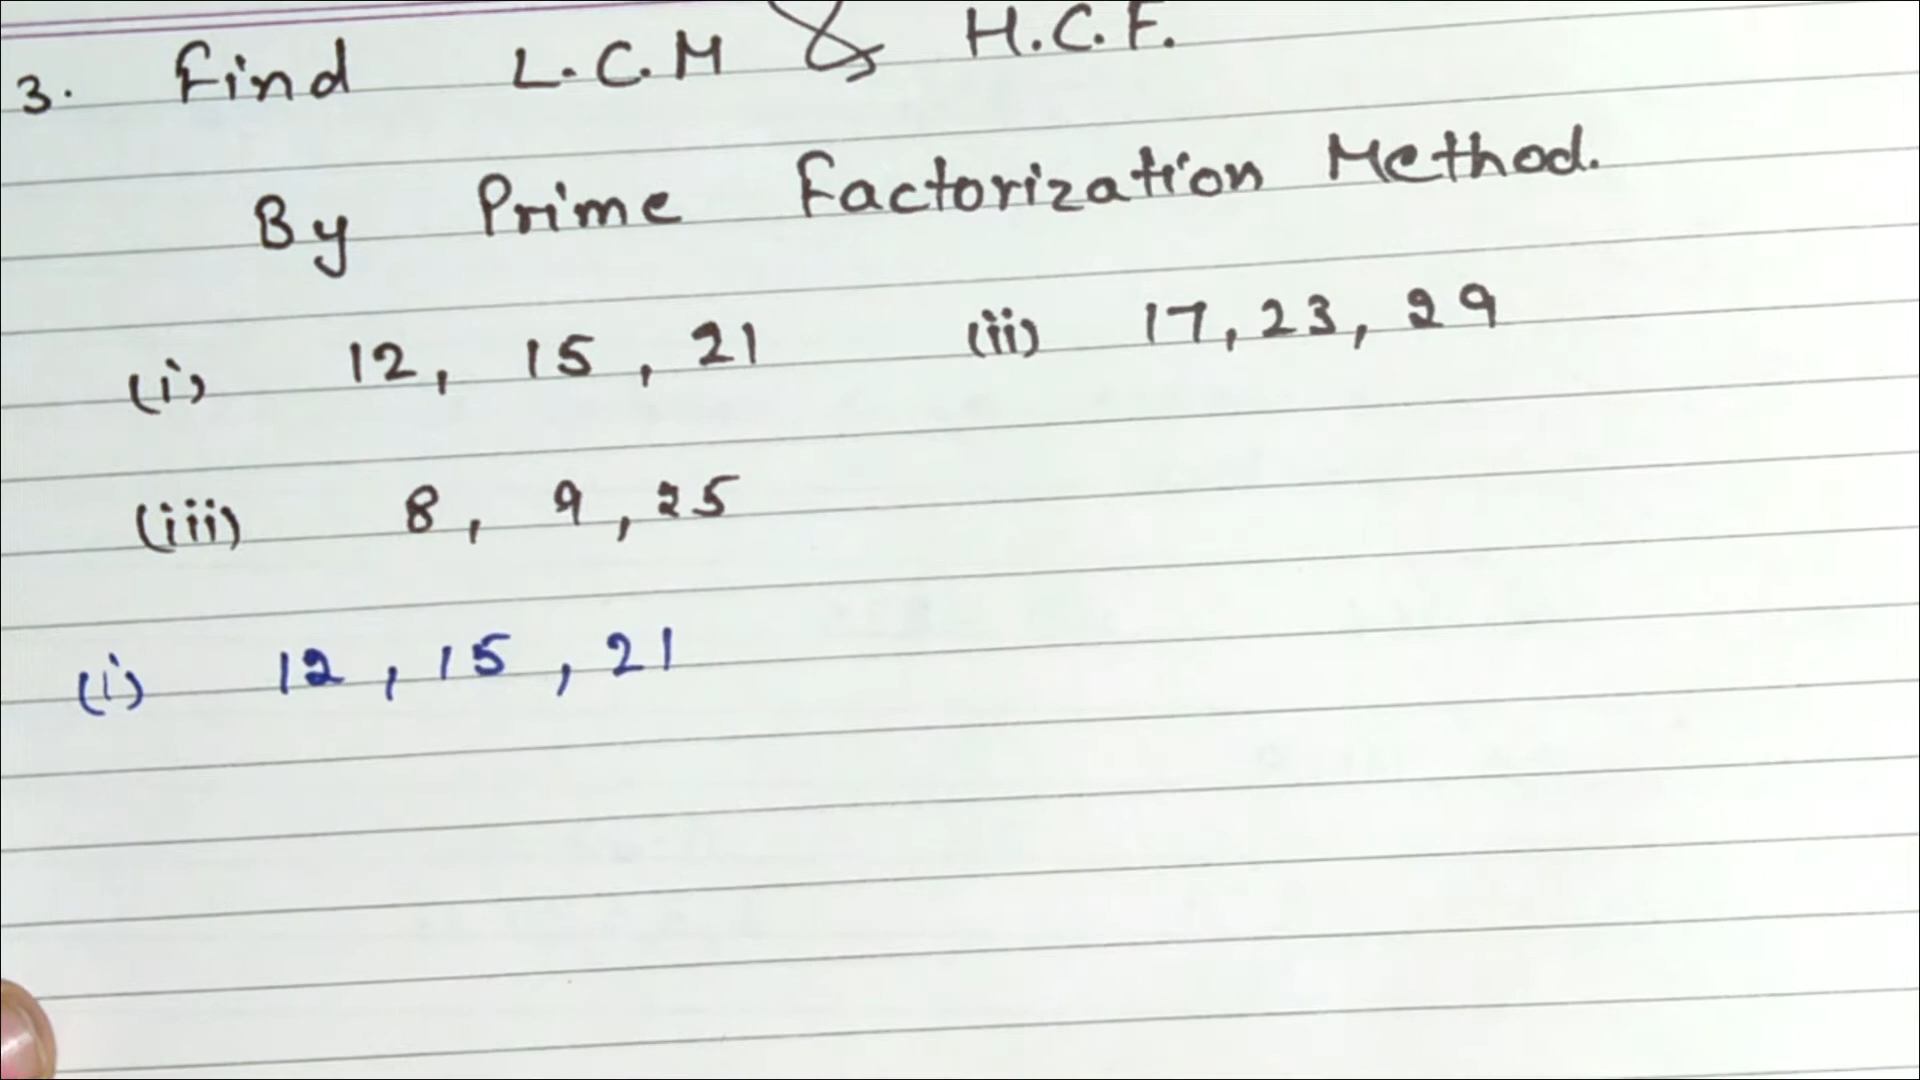 3. Find L.C.M & H.C.F.
By Prime Factorization Method.
(i) 12, 15, 21 (ii) 17, 23, 29
(iii) 8, 9, 25
(i) 12, 15, 21